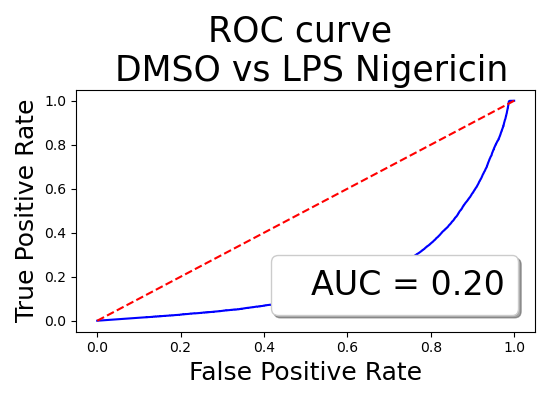 ROC curve
DMSO vs LPS Nigericin
True Positive Rate
1.0
0.8
0.6
0.4
0.2
0.0
AUC = 0.20
0.0 0.2 0.4 0.6 0.8 1.0
False Positive Rate